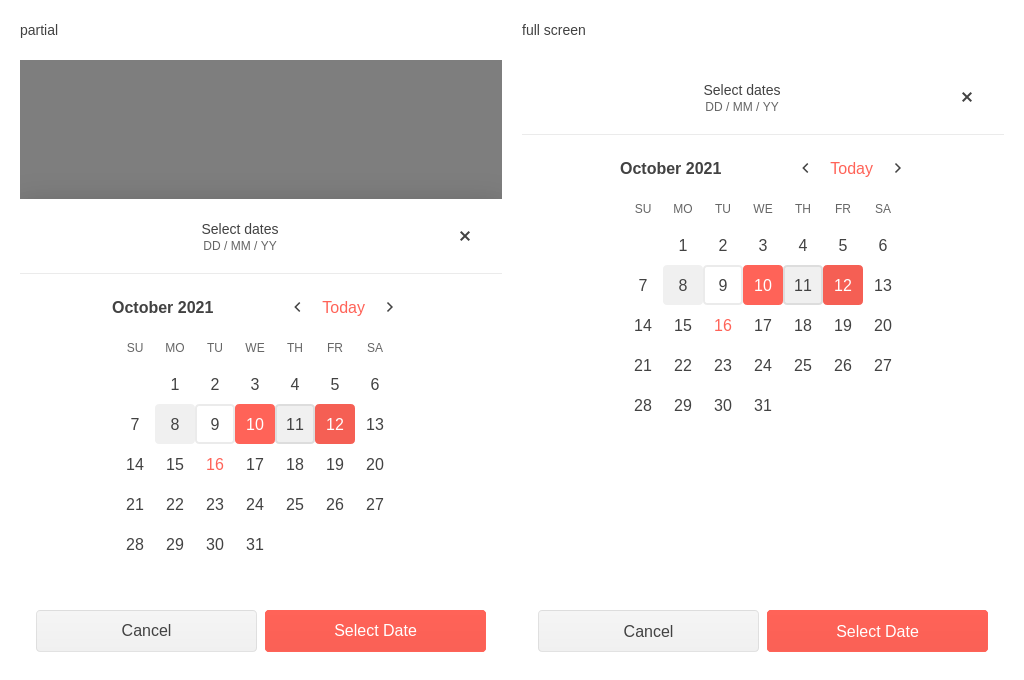 partial
Select dates
DD / MM / YY
October 2021 Today
SU MO TU WE TH FR SA
1 2 3 4 5 6
7 8 9 10 11 12 13
14 15 16 17 18 19 20
21 22 23 24 25 26 27
28 29 30 31
Cancel Select Date
full screen
Select dates
DD / MM / YY
October 2021 Today
SU MO TU WE TH FR SA
1 2 3 4 5 6
7 8 9 10 11 12 13
14 15 16 17 18 19 20
21 22 23 24 25 26 27
28 29 30 31
Cancel Select Date